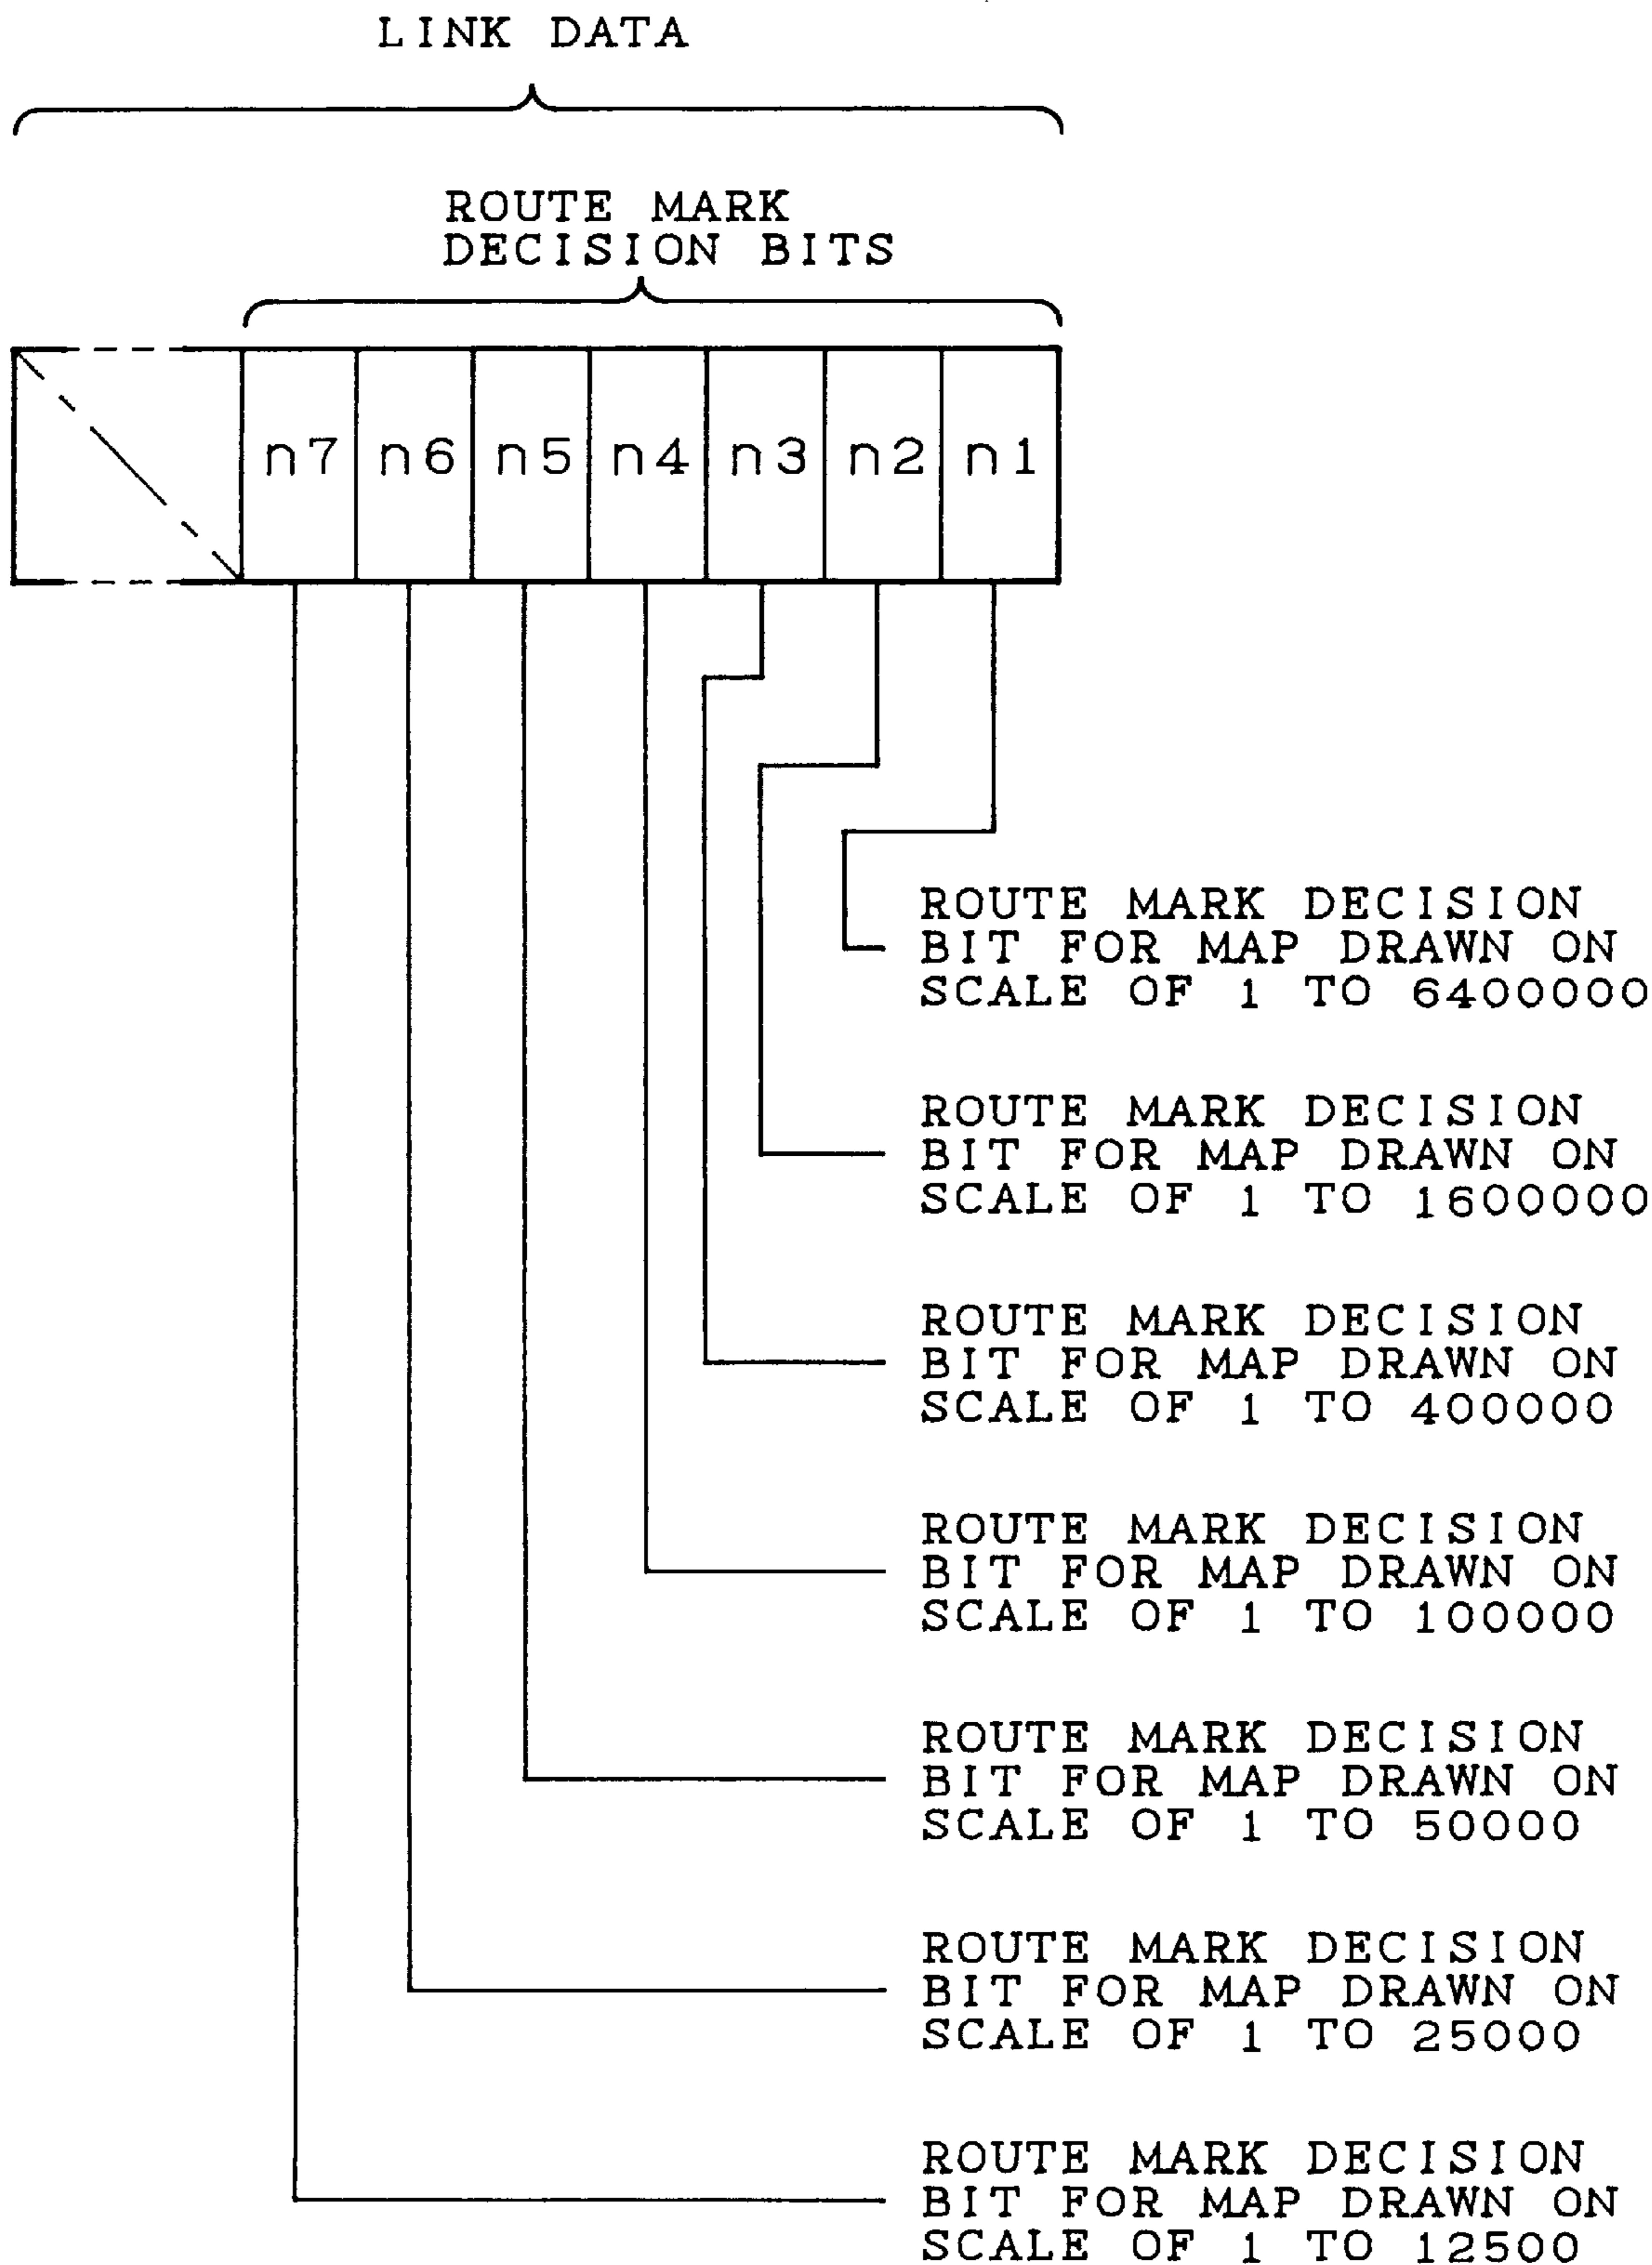 LINK DATA
ROUTE MARK
DECISION BITS
n7 n6 n5 n4 n3 n2 n1
ROUTE MARK DECISION
BIT FOR MAP DRAWN ON
SCALE OF 1 TO 6400000
ROUTE MARK DECISION
BIT FOR MAP DRAWN ON
SCALE OF 1 TO 1600000
ROUTE MARK DECISION
BIT FOR MAP DRAWN ON
SCALE OF 1 TO 400000
ROUTE MARK DECISION
BIT FOR MAP DRAWN ON
SCALE OF 1 TO 100000
ROUTE MARK DECISION
BIT FOR MAP DRAWN ON
SCALE OF 1 TO 50000
ROUTE MARK DECISION
BIT FOR MAP DRAWN ON
SCALE OF 1 TO 25000
ROUTE MARK DECISION
BIT FOR MAP DRAWN ON
SCALE OF 1 TO 12500